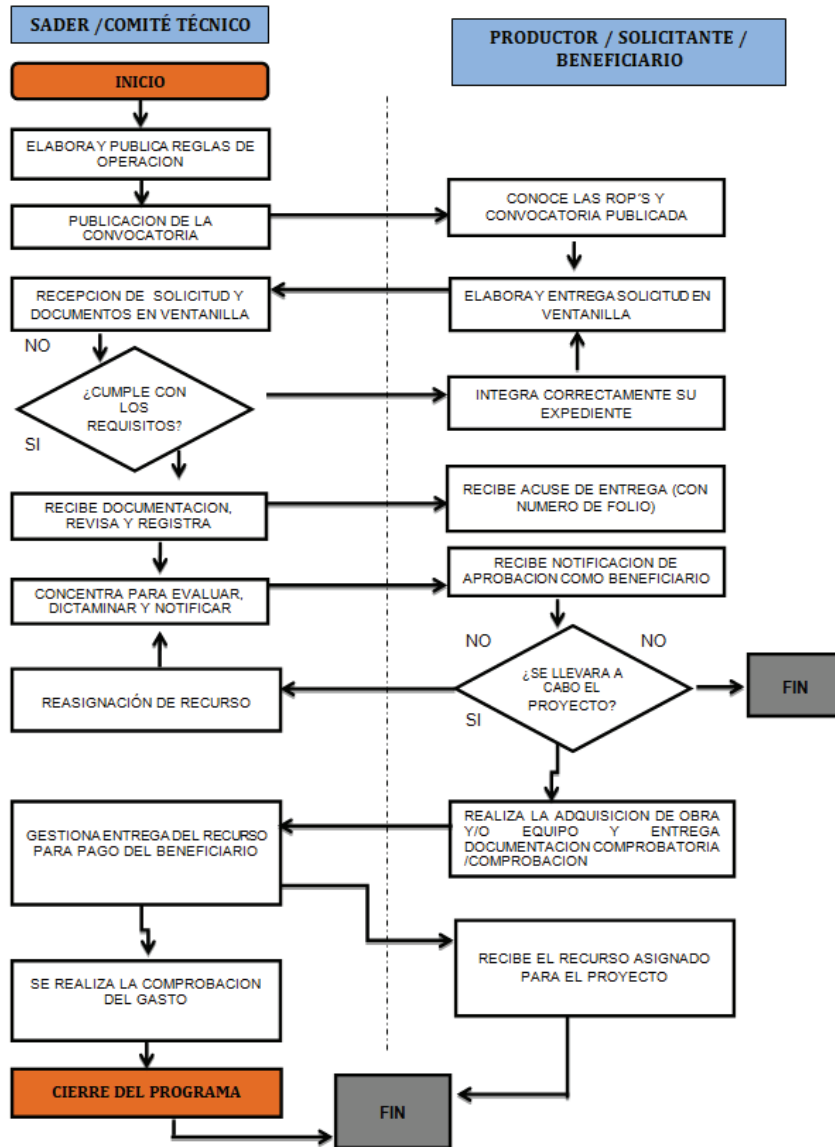 SADER /COMITÉ TÉCNICO
PRODUCTOR / SOLICITANTE /
BENEFICIARIO
INICIO
ELABORA Y PUBLICA REGLAS DE
OPERACION
PUBLICACION DE LA
CONVOCATORIA
CONOCE LAS ROP´S Y
CONVOCATORIA PUBLICADA
RECEPCION DE SOLICITUD Y
DOCUMENTOS EN VENTANILLA
ELABORA Y ENTREGA SOLICITUD EN
VENTANILLA
NO
¿CUMPLE CON
LOS
REQUISITOS?
SI
INTEGRA CORRECTAMENTE SU
EXPEDIENTE
RECIBE DOCUMENTACION,
REVISA Y REGISTRA
RECIBE ACUSE DE ENTREGA (CON
NUMERO DE FOLIO)
CONCENTRA PARA EVALUAR,
DICTAMINAR Y NOTIFICAR
RECIBE NOTIFICACION DE
APROBACION COMO BENEFICIARIO
NO
NO
¿SE LLEVARA A
CABO EL
PROYECTO?
SI
FIN
REASIGNACIÓN DE RECURSO
GESTIONA ENTREGA DEL RECURSO
PARA PAGO DEL BENEFICIARIO
REALIZA LA ADQUISICION DE OBRA
Y/O EQUIPO Y ENTREGA
DOCUMENTACION COMPROBATORIA
/COMPROBACION
SE REALIZA LA COMPROBACION
DEL GASTO
RECIBE EL RECURSO ASIGNADO
PARA EL PROYECTO
CIERRE DEL PROGRAMA
FIN